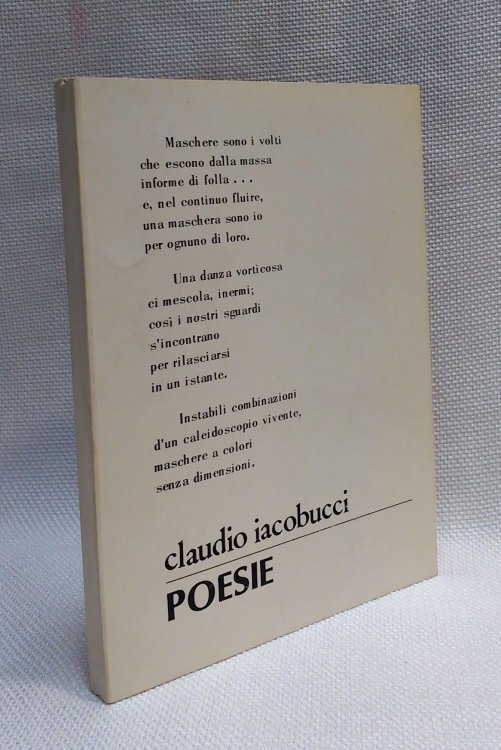 Maschere sono i volti
che escono dalla massa
informe di folla . . .
e, nel continuo fluire,
una maschera sono io
per ognuno di loro.
Una danza vorticosa
ci mescola, inermi;
così i nostri sguardi
s'incontrano
per rilasciarsi
in un istante.
Instabili combinazioni
d'un caleidoscopio vivente,
maschere a colori
senza dimensioni.
claudio iacobucci
POESIE